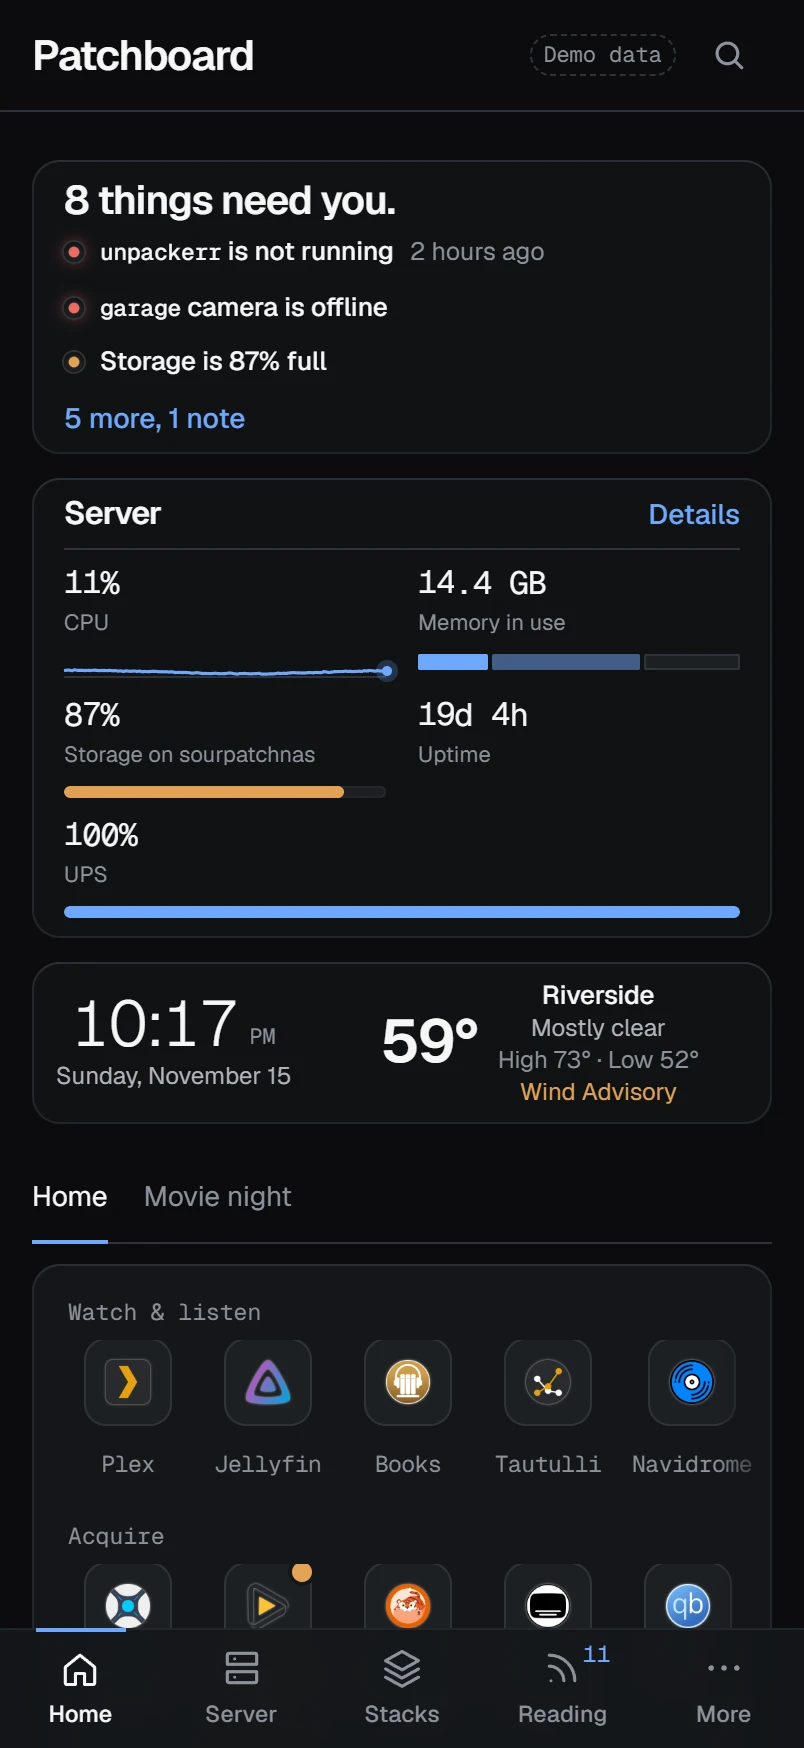 Patchboard
Demo data
8 things need you.
unpackerr is not running 2 hours ago
garage camera is offline
Storage is 87% full
5 more, 1 note
Server
Details
11%
CPU
14.4 GB
Memory in use
87%
Storage on sourpatchnas
19d 4h
Uptime
100%
UPS
10:17 PM
Sunday, November 15
59°
Riverside
Mostly clear
High 73° · Low 52°
Wind Advisory
Home
Movie night
Watch & listen
Plex
Jellyfin
Books
Tautulli
Navidrome
Acquire
qb
11
Home
Server
Stacks
Reading
More